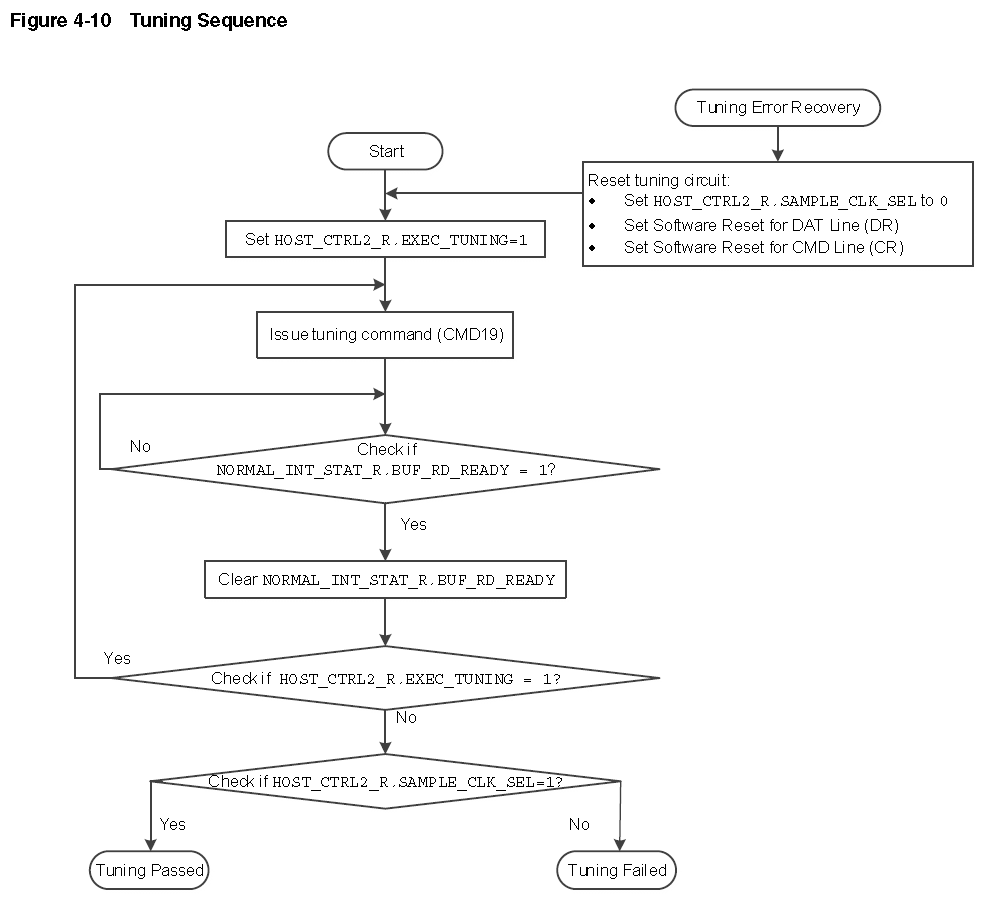 Figure 4-10 Tuning Sequence
Tuning Error Recovery
Start
Reset tuning circuit:
• Set HOST_CTRL2_R.SAMPLE_CLK_SEL to 0
• Set Software Reset for DAT Line (DR)
• Set Software Reset for CMD Line (CR)
Set HOST_CTRL2_R.EXEC_TUNING=1
Issue tuning command (CMD19)
No
Check if
NORMAL_INT_STAT_R.BUF_RD_READY = 1?
Yes
Clear NORMAL_INT_STAT_R.BUF_RD_READY
Yes
Check if HOST_CTRL2_R.EXEC_TUNING = 1?
No
Check if HOST_CTRL2_R.SAMPLE_CLK_SEL=1?
Yes
No
Tuning Passed
Tuning Failed